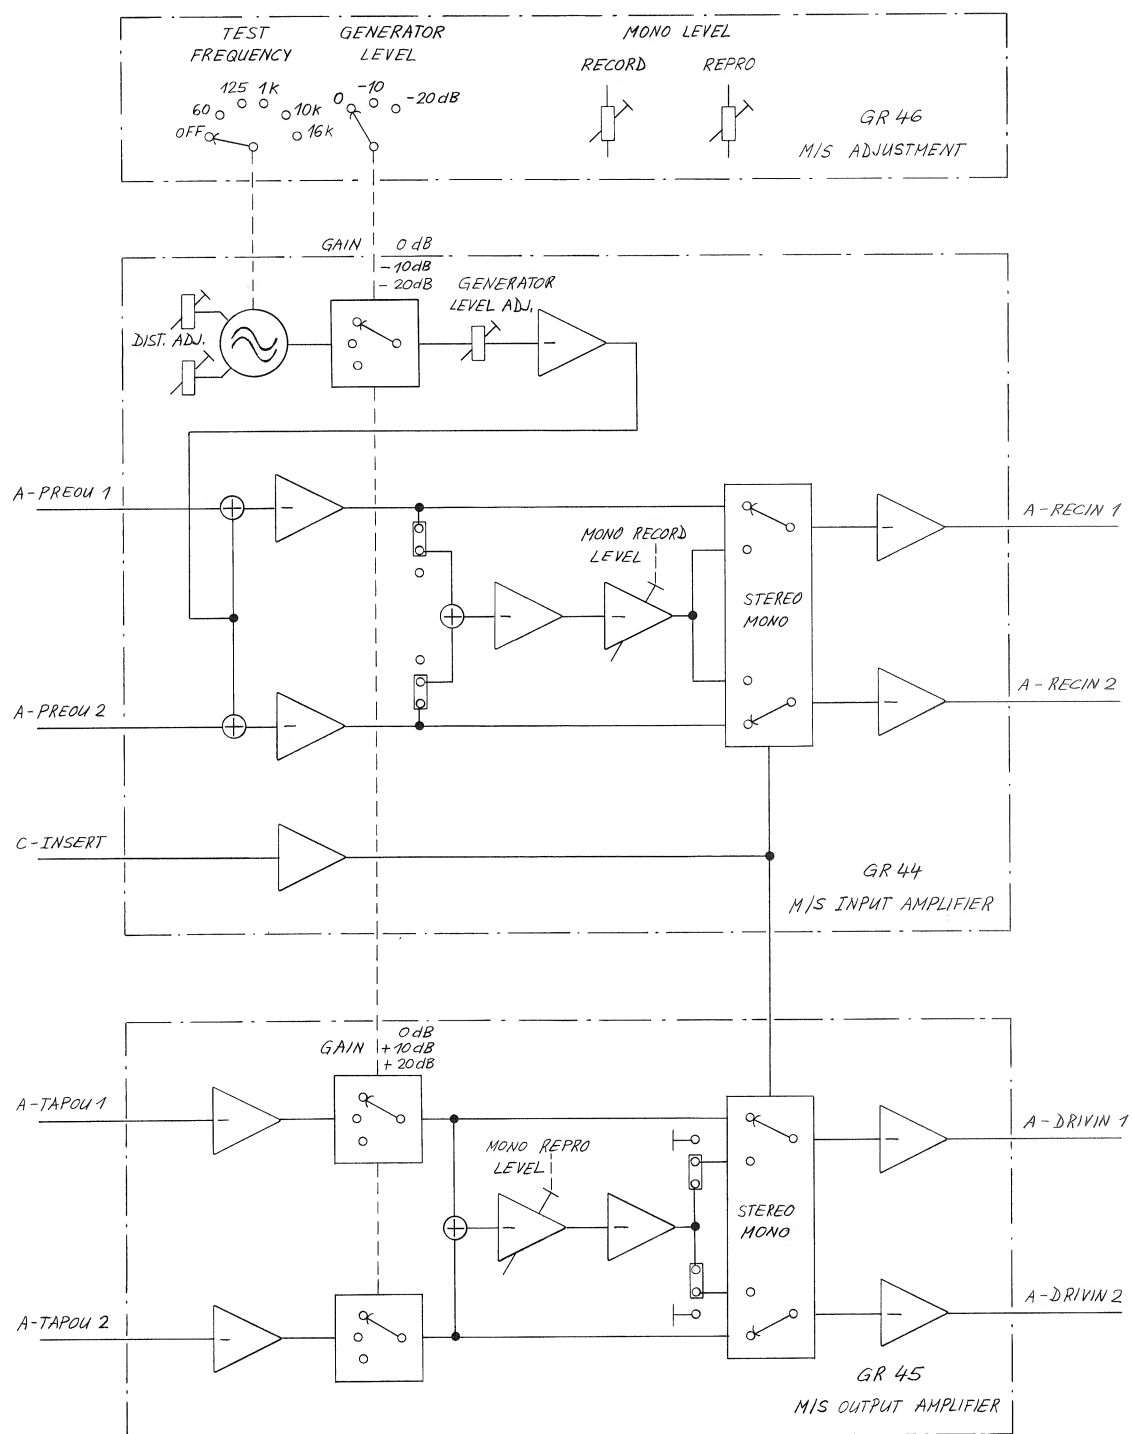 TEST
FREQUENCY
GENERATOR
LEVEL
MONO LEVEL
RECORD
REPRO
125
1K
60
10K
OFF
16K
0
-10
-20dB
GR 46
M/S ADJUSTMENT
GAIN 0 dB
-10dB
-20dB
GENERATOR
LEVEL ADJ.
DIST. ADJ.
A-PREOU 1
A-RECIN 1
MONO RECORD
LEVEL
STEREO
MONO
A-RECIN 2
A-PREOU 2
C-INSERT
GR 44
M/S INPUT AMPLIFIER
0dB
GAIN +10dB
+20dB
A-TAPOU 1
A-DRIVIN 1
MONO REPRO
LEVEL
STEREO
MONO
A-DRIVIN 2
A-TAPOU 2
GR 45
M/S OUTPUT AMPLIFIER